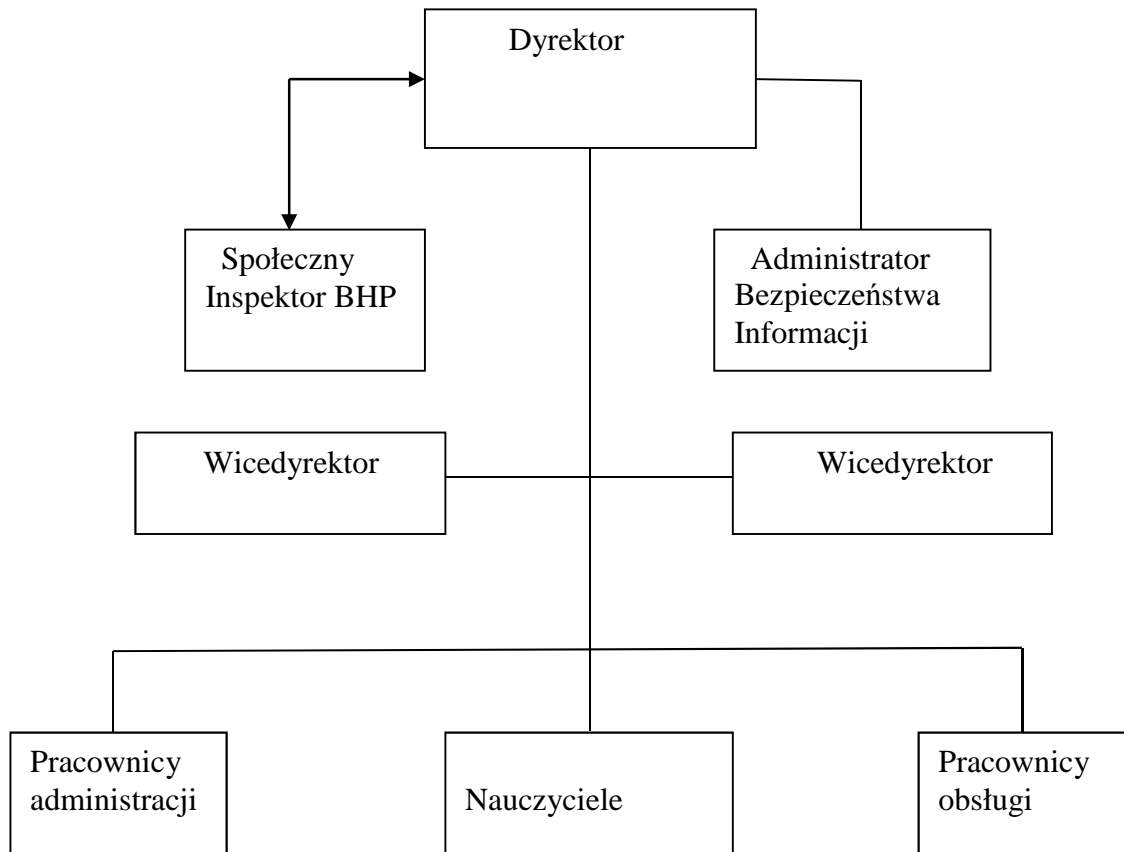 Dyrektor
Społeczny
Inspektor BHP
Administrator
Bezpieczeństwa
Informacji
Wicedyrektor
Wicedyrektor
Pracownicy
administracji
Nauczyciele
Pracownicy
obsługi